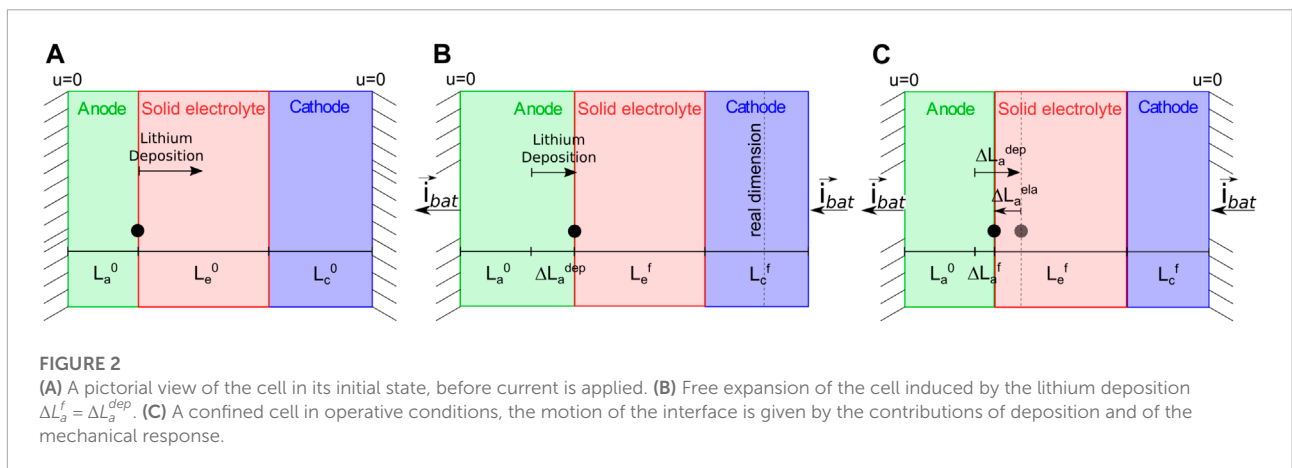 A
u=0 u=0
Anode Solid electrolyte Cathode
Lithium
Deposition
L_a^0 L_e^0 L_c^0
B
Anode Solid electrolyte Cathode
Lithium
Deposition
real dimension
i_bat i_bat
L_a^0 ΔL_a^dep L_e^f L_c^f
C
u=0 u=0
Anode Solid electrolyte Cathode
ΔL_a^dep
ΔL_a^ela
i_bat i_bat
L_a^0 ΔL_a^f L_e^f L_c^f
FIGURE 2
(A) A pictorial view of the cell in its initial state, before current is applied. (B) Free expansion of the cell induced by the lithium deposition
ΔL_a^f = ΔL_a^dep. (C) A confined cell in operative conditions, the motion of the interface is given by the contributions of deposition and of the
mechanical response.